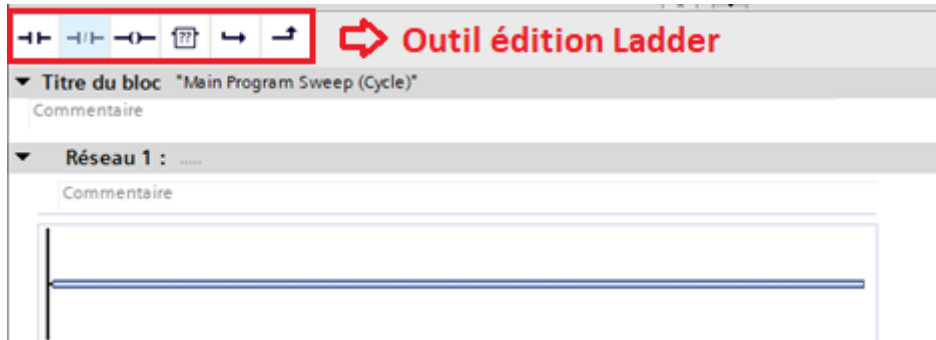 ??
Outil édition Ladder
Titre du bloc "Main Program Sweep (Cycle)"
Commentaire
Réseau 1 : .....
Commentaire